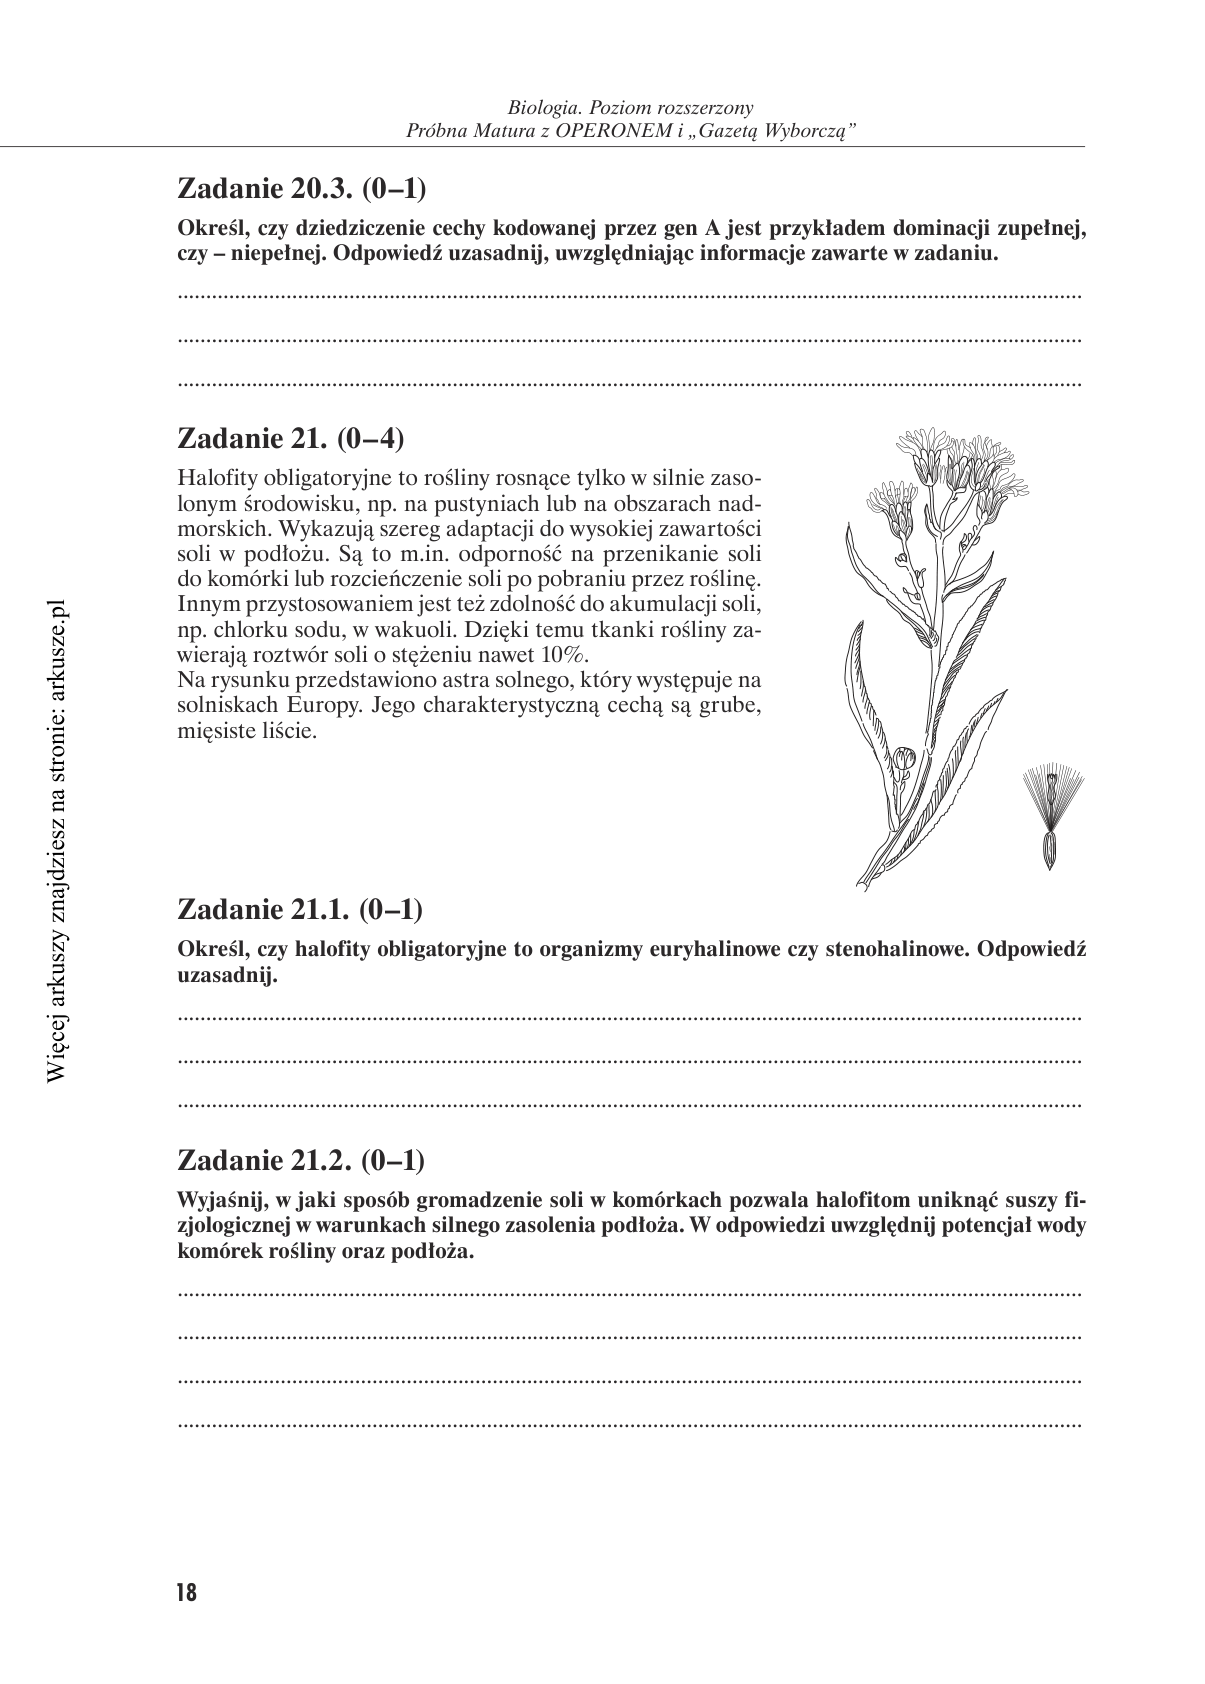 Biologia. Poziom rozszerzony
Próbna Matura z OPERONEM i „Gazetą Wyborczą”
Zadanie 20.3. (0–1)
Określ, czy dziedziczenie cechy kodowanej przez gen A jest przykładem dominacji zupełnej,
czy – niepełnej. Odpowiedź uzasadnij, uwzględniając informacje zawarte w zadaniu.
Zadanie 21. (0–4)
Halofity obligatoryjne to rośliny rosnące tylko w silnie zaso-
lonym środowisku, np. na pustyniach lub na obszarach nad-
morskich. Wykazują szereg adaptacji do wysokiej zawartości
soli w podłożu. Są to m.in. odporność na przenikanie soli
do komórki lub rozcieńczenie soli po pobraniu przez roślinę.
Innym przystosowaniem jest też zdolność do akumulacji soli,
np. chlorku sodu, w wakuoli. Dzięki temu tkanki rośliny za-
wierają roztwór soli o stężeniu nawet 10%.
Na rysunku przedstawiono astra solnego, który występuje na
solniskach Europy. Jego charakterystyczną cechą są grube,
mięsiste liście.
Zadanie 21.1. (0–1)
Określ, czy halofity obligatoryjne to organizmy euryhalinowe czy stenohalinowe. Odpowiedź
uzasadnij.
Zadanie 21.2. (0–1)
Wyjaśnij, w jaki sposób gromadzenie soli w komórkach pozwala halofitom uniknąć suszy fi-
zjologicznej w warunkach silnego zasolenia podłoża. W odpowiedzi uwzględnij potencjał wody
komórek rośliny oraz podłoża.
18
Więcej arkuszy znajdziesz na stronie: arkusze.pl